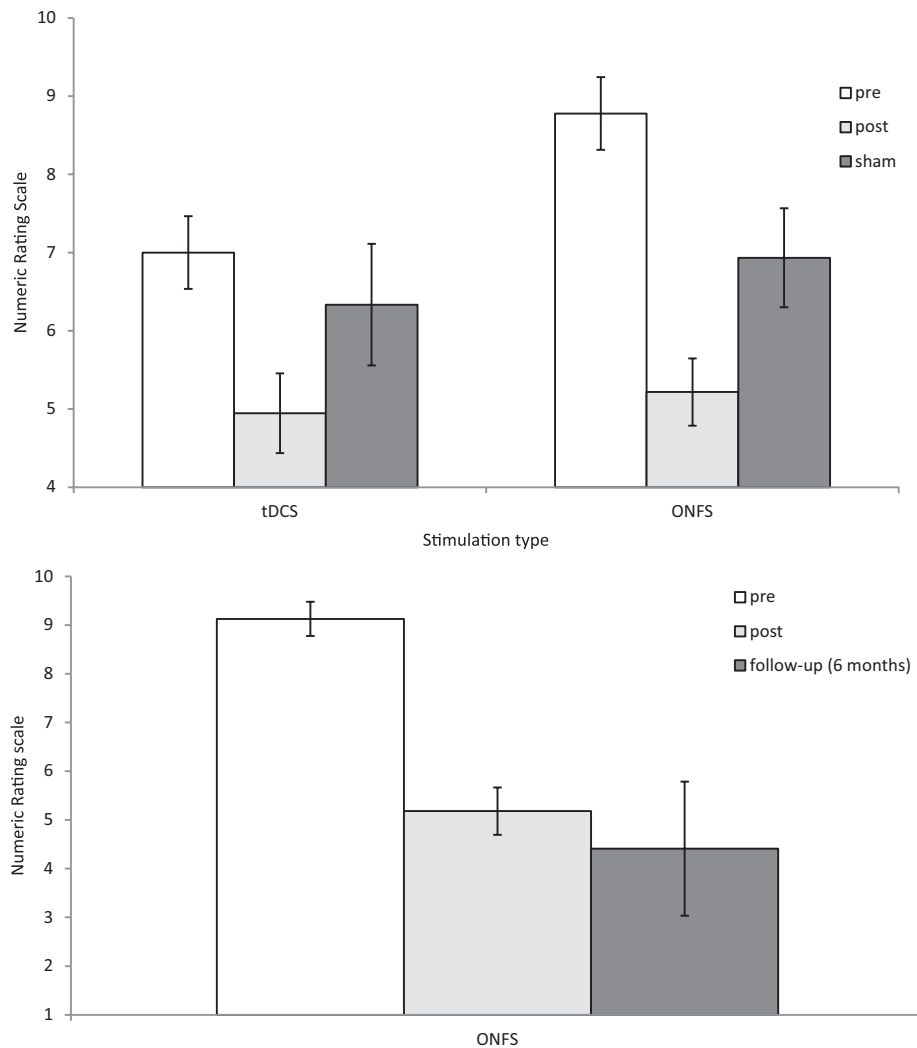 10
9
8
7
6
5
4
Numeric Rating Scale
pre
post
sham
tDCS ONFS
Stimulation type
10
9
8
7
6
5
4
3
2
1
Numeric Rating scale
pre
post
follow-up (6 months)
ONFS